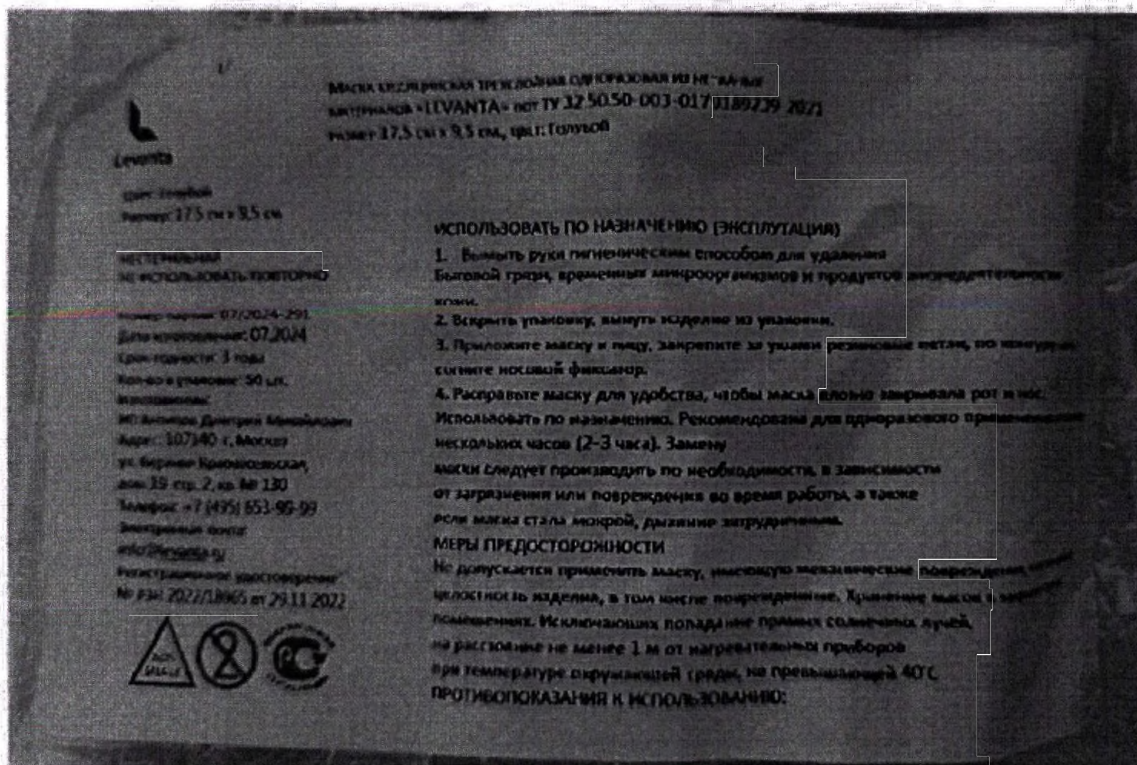 Маска медицинская трехслойная одноразовая из нетканых
материалов «LEVANTA» по ТУ 32.50.50-003-0179189239-2021
размер 17,5 см х 9,5 см., цвет: Голубой
Levanta
Цвет: Голубой
Размер: 17,5 см х 9,5 см
НЕСТЕРИЛЬНАЯ
НЕ ИСПОЛЬЗОВАТЬ ПОВТОРНО
Номер партии: 07/2024-291
Дата изготовления: 07.2024
Срок годности: 3 года
Кол-во в упаковке: 50 шт.
Изготовитель:
ИП Антипов Дмитрий Михайлович
Адрес: 107140 г. Москва
ул. Верхняя Красносельская,
дом 19 стр. 2, кв. № 130
Телефон: +7 (495) 653-99-99
Электронная почта:
info@levanta.ru
Регистрационное удостоверение:
№ РЗН 2022/18965 от 29.11.2022
ИСПОЛЬЗОВАТЬ ПО НАЗНАЧЕНИЮ (ЭКСПЛУТАЦИЯ)
1. Вымыть руки гигиеническим способом для удаления
Бытовой грязи, временных микроорганизмов и продуктов жизнедеятельности
кожи.
2. Вскрыть упаковку, вынуть изделие из упаковки.
3. Приложите маску к лицу, закрепите за ушами резиновые петли, по контурам
согните носовой фиксатор.
4. Расправьте маску для удобства, чтобы маска плотно закрывала рот и нос.
Использовать по назначению. Рекомендована для одноразового применения
нескольких часов (2-3 часа). Замену
маски следует производить по необходимости, в зависимости
от загрязнения или повреждения во время работы, а также
если маска стала мокрой, дыхание затрудненным.
МЕРЫ ПРЕДОСТОРОЖНОСТИ
Не допускается применить маску, имеющую механические повреждения
целостность изделия, в том числе поврежденные. Хранение масок в
помещениях. Исключающих попадание прямых солнечных лучей,
на расстояние не менее 1 м от нагревательных приборов
при температуре окружающей среды, не превышающей 40°С
ПРОТИВОПОКАЗАНИЯ К ИСПОЛЬЗОВАНИЮ: